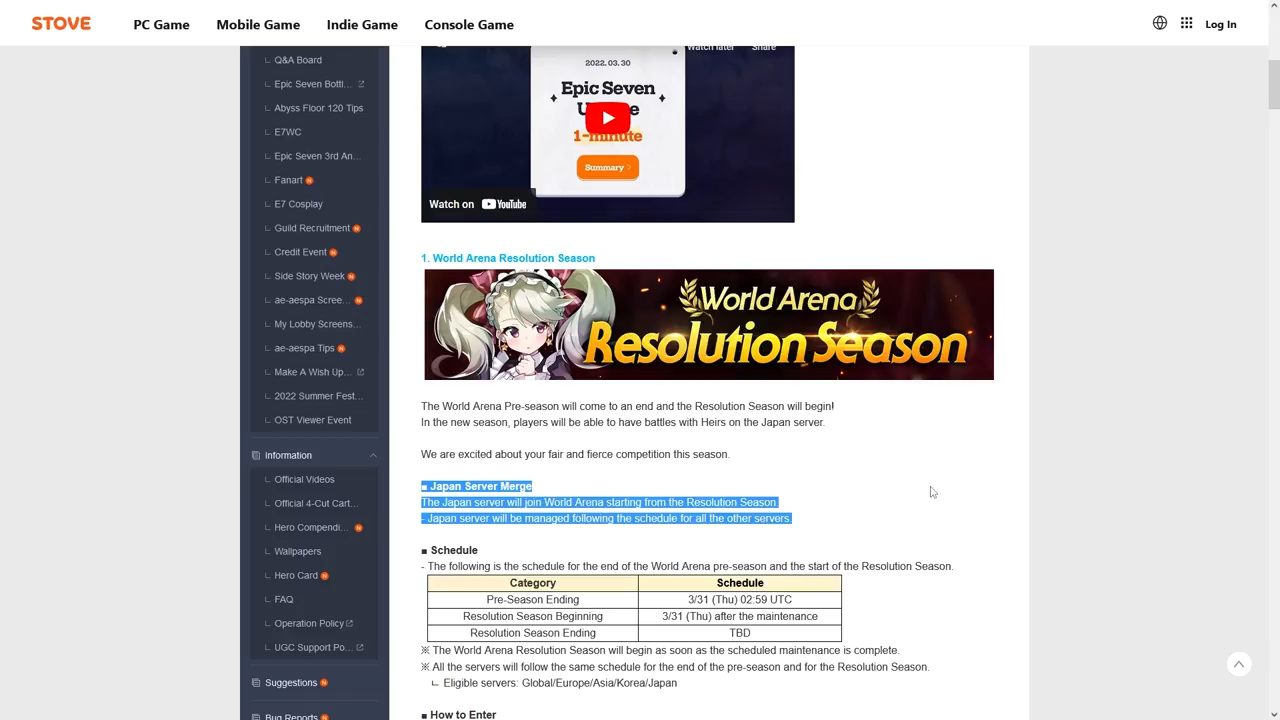 STOVE
PC Game
Mobile Game
Indie Game
Console Game
Log In
Q&A Board
Epic Seven Bottl...
Abyss Floor 120 Tips
E7WC
Epic Seven 3rd An...
Fanart N
E7 Cosplay
Guild Recruitment N
Credit Event N
Side Story Week N
ae-aespa Scree... N
My Lobby Screens...
ae-aespa Tips N
Make A Wish Up...
2022 Summer Fest...
OST Viewer Event
Information
Official Videos
Official 4-Cut Cart...
Hero Compendi... N
Wallpapers
Hero Card N
FAQ
Operation Policy
UGC Support Po...
Suggestions N
Bug Reports N
Watch later
Share
2022. 03. 30
Epic Seven
1-minute
Summary
Watch on YouTube
1. World Arena Resolution Season
World Arena
Resolution Season
The World Arena Pre-season will come to an end and the Resolution Season will begin!
In the new season, players will be able to have battles with Heirs on the Japan server.
We are excited about your fair and fierce competition this season.
■ Japan Server Merge
The Japan server will join World Arena starting from the Resolution Season.
- Japan server will be managed following the schedule for all the other servers.
■ Schedule
- The following is the schedule for the end of the World Arena pre-season and the start of the Resolution Season.
Category Schedule
Pre-Season Ending 3/31 (Thu) 02:59 UTC
Resolution Season Beginning 3/31 (Thu) after the maintenance
Resolution Season Ending TBD
※ The World Arena Resolution Season will begin as soon as the scheduled maintenance is complete.
※ All the servers will follow the same schedule for the end of the pre-season and for the Resolution Season.
ㄴ Eligible servers: Global/Europe/Asia/Korea/Japan
■ How to Enter